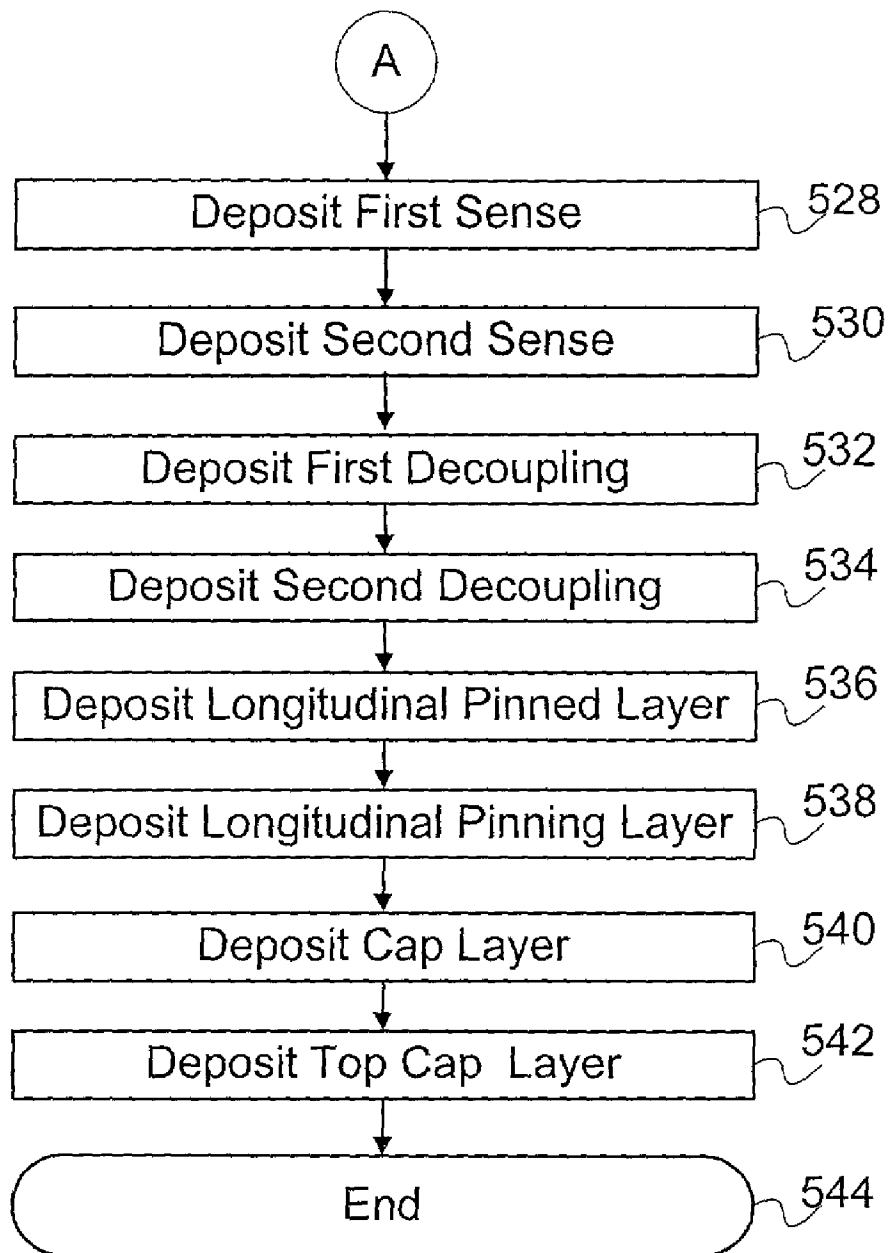 A
Deposit First Sense 528
Deposit Second Sense 530
Deposit First Decoupling 532
Deposit Second Decoupling 534
Deposit Longitudinal Pinned Layer 536
Deposit Longitudinal Pinning Layer 538
Deposit Cap Layer 540
Deposit Top Cap Layer 542
End 544